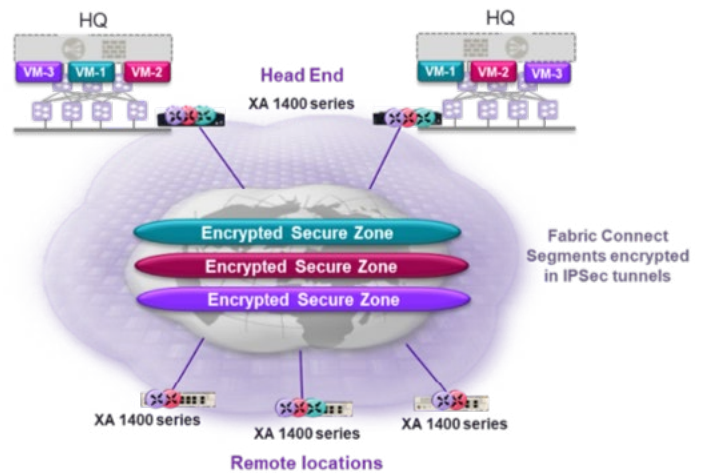 HQ
HQ
VM-3 VM-1 VM-2
VM-1 VM-2 VM-3
Head End
XA 1400 series
Encrypted Secure Zone
Encrypted Secure Zone
Encrypted Secure Zone
Fabric Connect
Segments encrypted
in IPSec tunnels
XA 1400 series
XA 1400 series
XA 1400 series
Remote locations